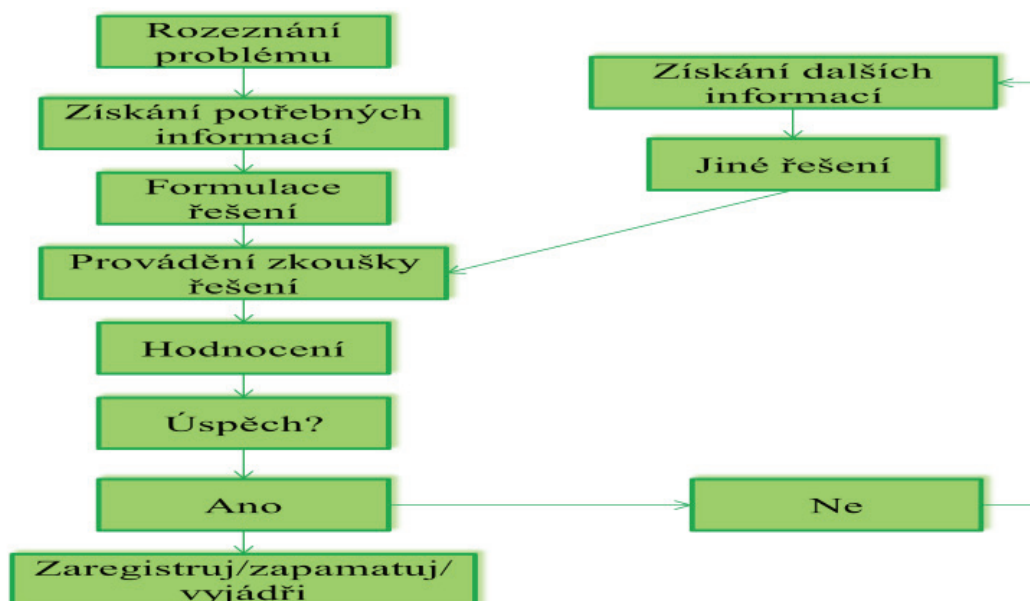 Rozeznání
problému
Získání potřebných
informací
Formulace
řešení
Provádění zkoušky
řešení
Hodnocení
Úspěch?
Ano
Zaregistruj/zapamatuj/
vyjádři
Získání dalších
informací
Jiné řešení
Ne